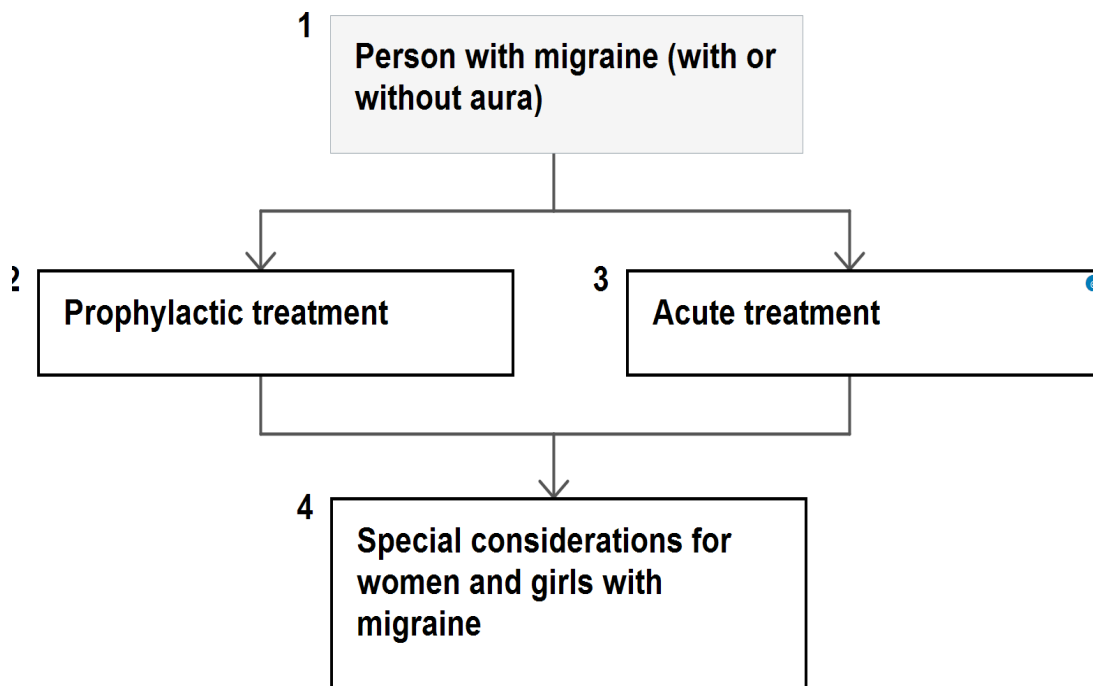 1
Person with migraine (with or
without aura)
2
Prophylactic treatment
3
Acute treatment
4
Special considerations for
women and girls with
migraine